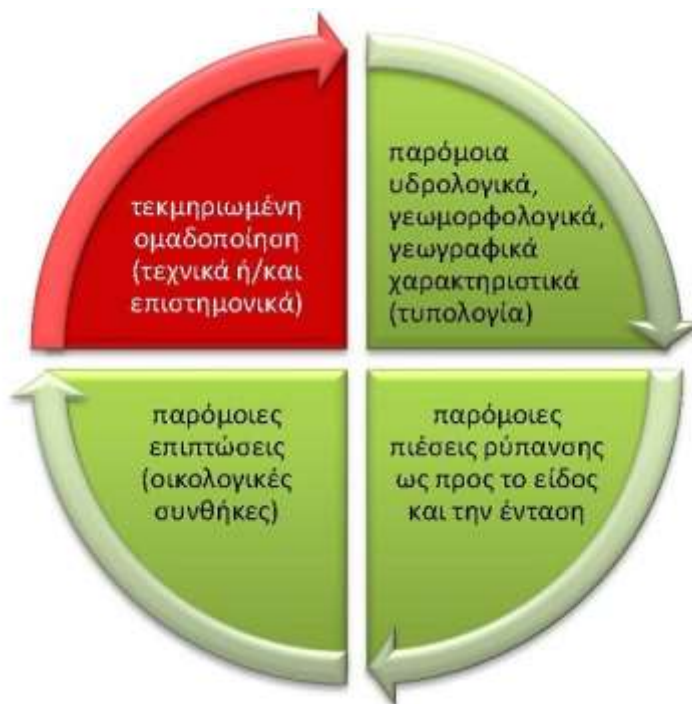 τεκμηριωμένη
ομαδοποίηση
(τεχνικά ή/και
επιστημονικά)
παρόμοια
υδρολογικά,
γεωμορφολογικά,
γεωγραφικά
χαρακτηριστικά
(τυπολογία)
παρόμοιες
πιέσεις ρύπανσης
ως προς το είδος
και την ένταση
παρόμοιες
επιπτώσεις
(οικολογικές
συνθήκες)